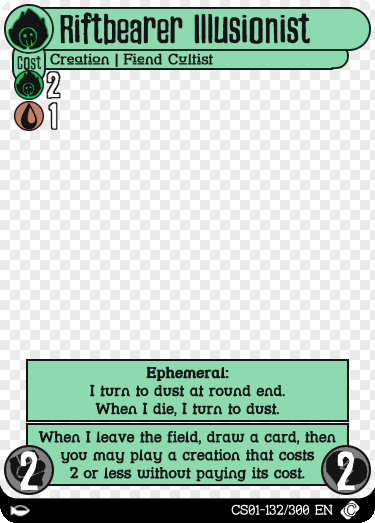 Riftbearer Illusionist
Cost
Creation | Fiend Cultist
2
1
Ephemeral:
I turn to dust at round end.
When I die, I turn to dust.
When I leave the field, draw a card, then
you may play a creation that costs
2 or less without paying its cost.
2
2
CS01-132/300 EN